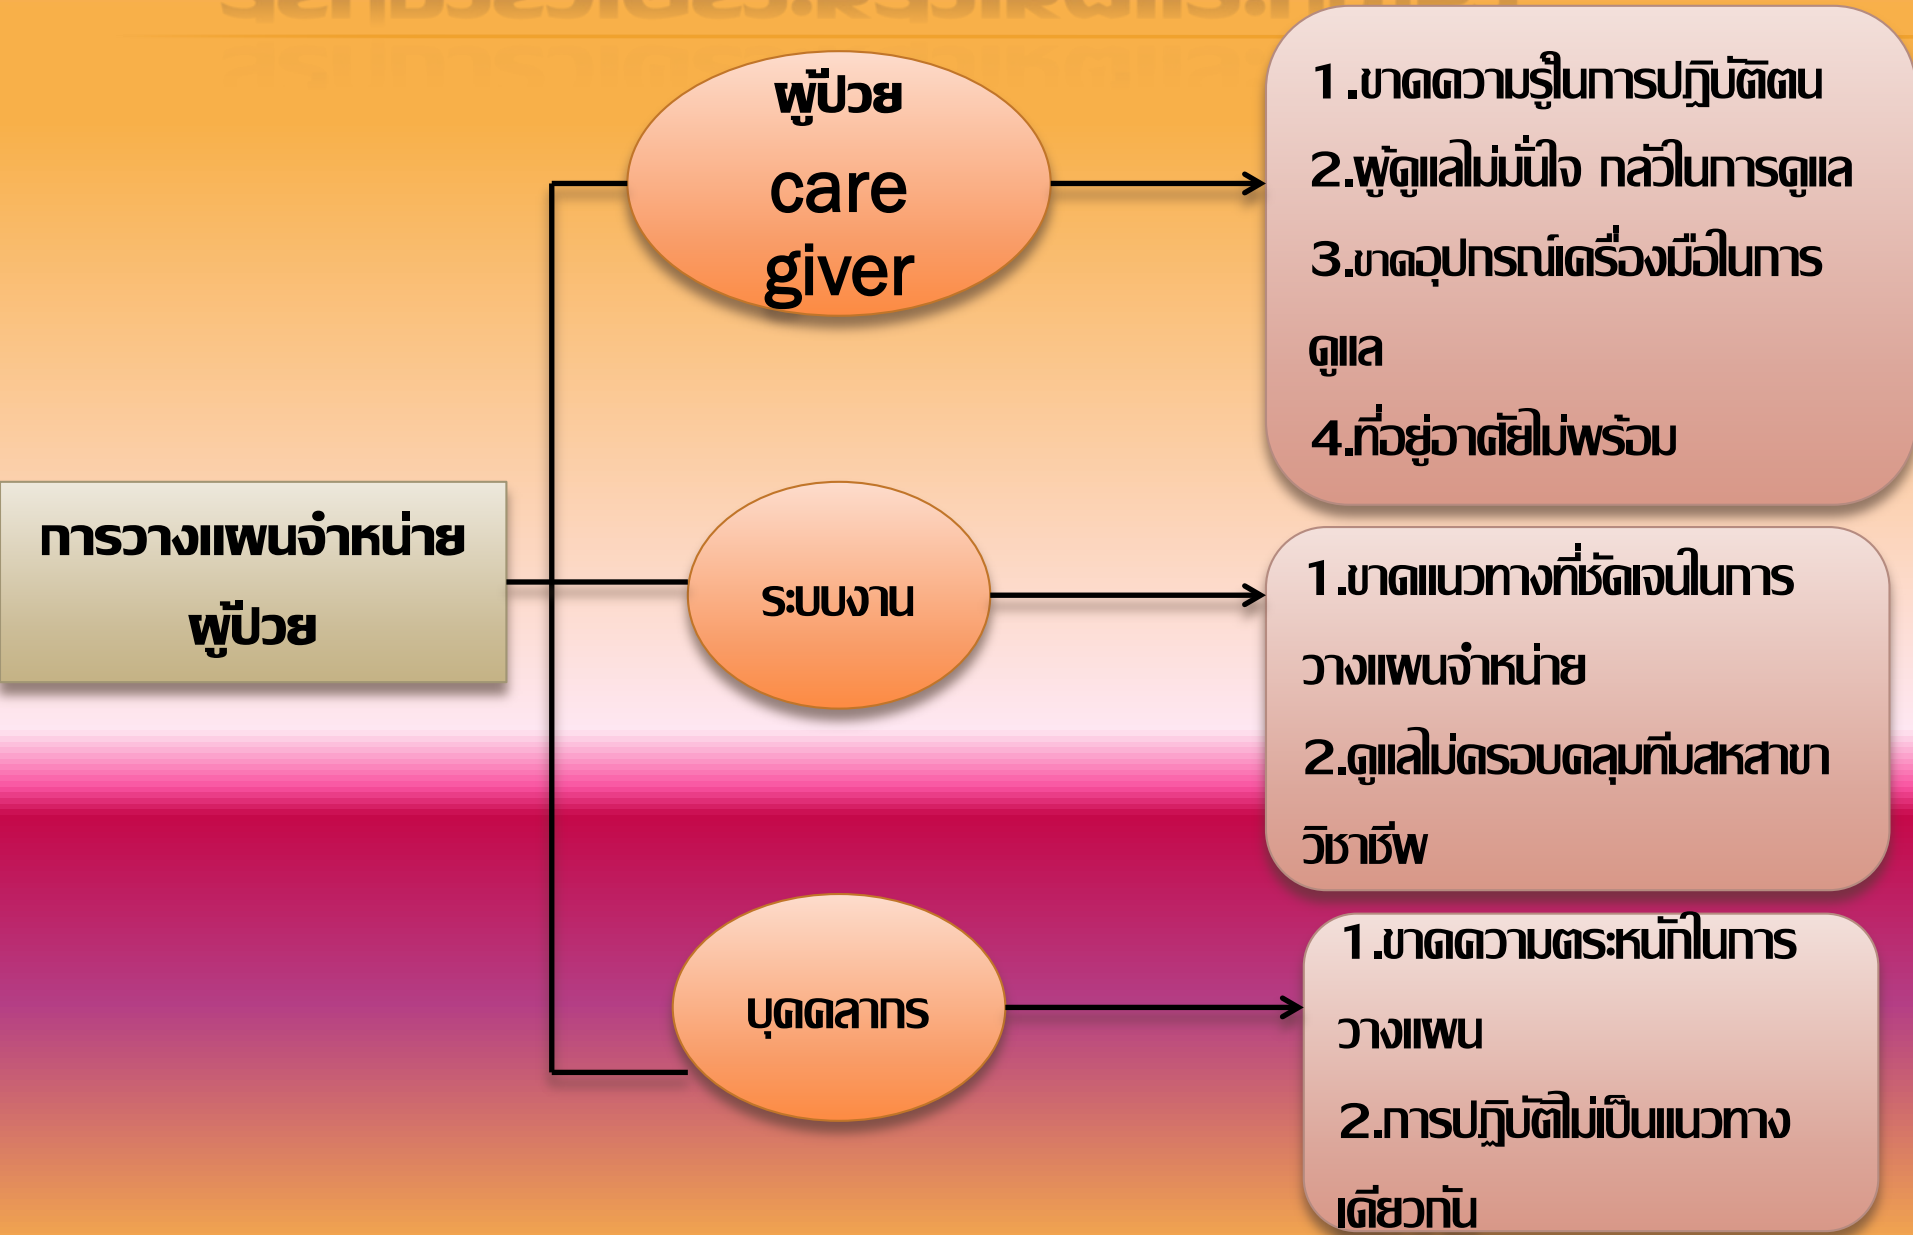 ผู้ป่วย
care
giver
1.ขาดความรู้ในการปฏิบัติตน
2.ผู้ดูแลไม่มั่นใจ กลัวในการดูแล
3.ขาดอุปกรณ์เครื่องมือในการ
ดูแล
4.ที่อยู่อาศัยไม่พร้อม
การวางแผนจำหน่าย
ผู้ป่วย
ระบบงาน
1.ขาดแนวทางที่ชัดเจนในการ
วางแผนจำหน่าย
2.ดูแลไม่ครอบคลุมทีมสหสาขา
วิชาชีพ
บุคคลากร
1.ขาดความตระหนักในการ
วางแผน
2.การปฏิบัติไม่เป็นแนวทาง
เดียวกัน